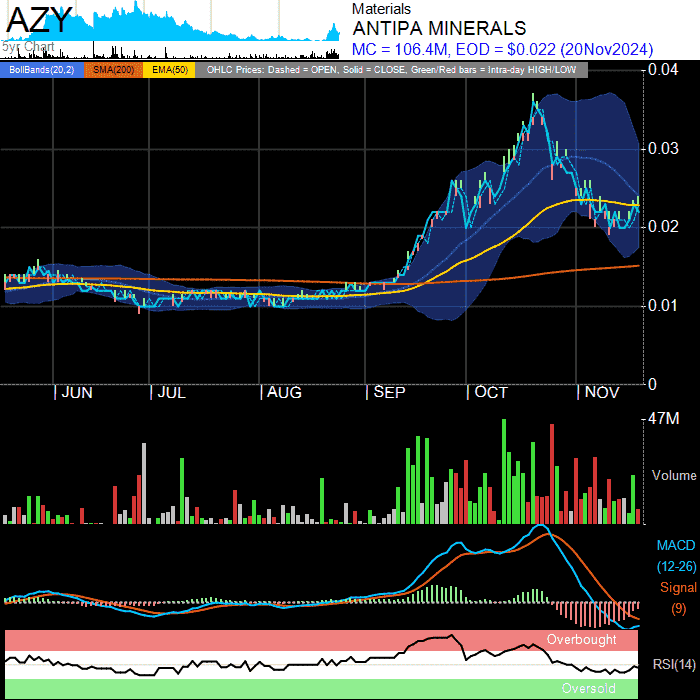 AZY
5yr Chart
Materials
ANTIPA MINERALS
MC = 106.4M, EOD = $0.022 (20Nov2024)
BollBands(20,2) SMA(200) EMA(50) OHLC Prices: Dashed = OPEN, Solid = CLOSE, Green/Red bars = Intra-day HIGH/LOW
0.04
0.03
0.02
0.01
0
JUN JUL AUG SEP OCT NOV
47M
Volume
MACD
(12-26)
Signal
(9)
Overbought
RSI(14)
Oversold